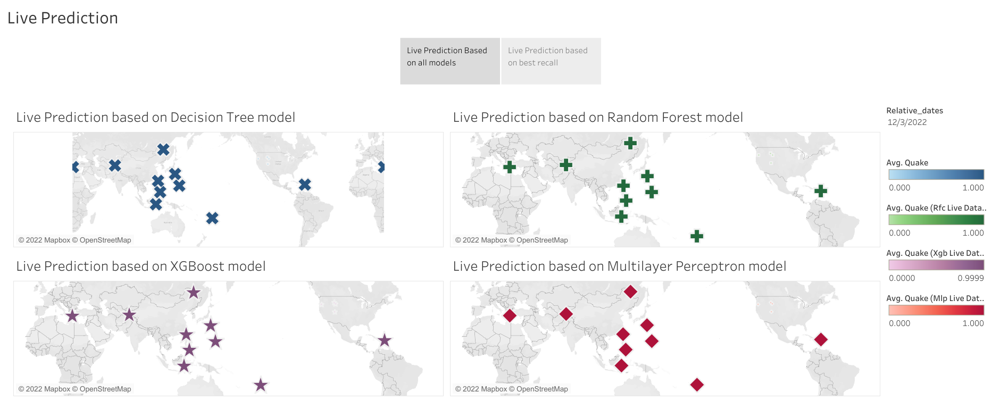 Live Prediction
Live Prediction Based
on all models
Live Prediction based
on best recall
Live Prediction based on Decision Tree model
© 2022 Mapbox © OpenStreetMap
Live Prediction based on Random Forest model
© 2022 Mapbox © OpenStreetMap
Live Prediction based on XGBoost model
© 2022 Mapbox © OpenStreetMap
Live Prediction based on Multilayer Perceptron model
© 2022 Mapbox © OpenStreetMap
Relative_dates
12/3/2022
Avg. Quake
0.000 1.000
Avg. Quake (Rfc Live Data..
0.000 1.000
Avg. Quake (Xgb Live Dat..
0.0000 0.9999
Avg. Quake (Mlp Live Dat..
0.000 1.000